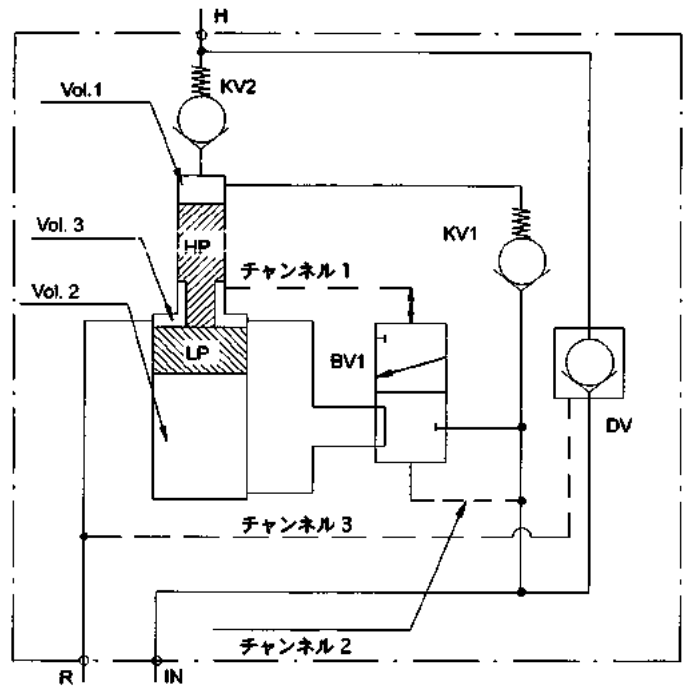 H
Vol.1
KV2
Vol. 3
HP
KV1
チャンネル 1
Vol. 2
LP
BV1
DV
チャンネル 3
チャンネル 2
R
IN